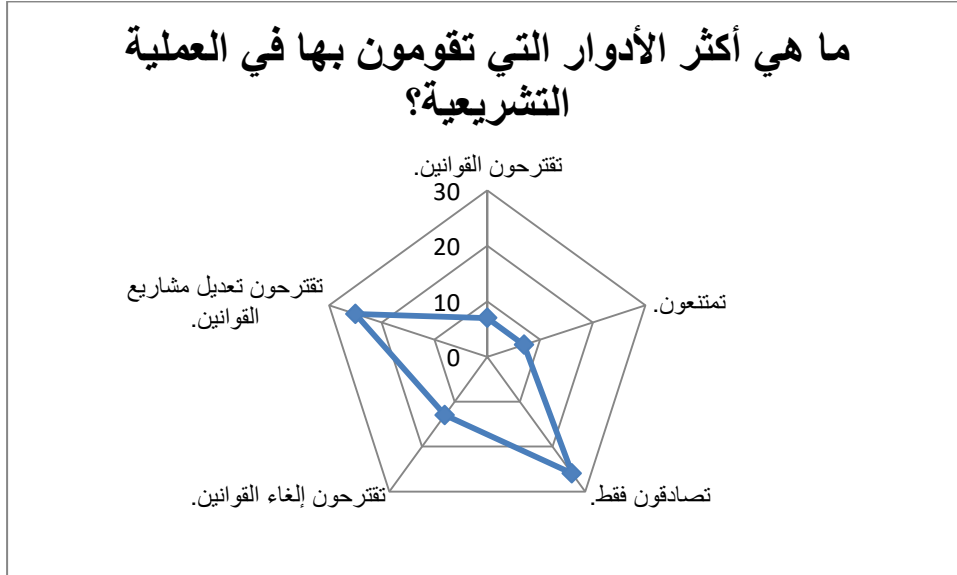 ما هي أكثر الأدوار التي تقومون بها في العملية
التشريعية؟
تقترحون القوانين.
30
20
10
0
تمتنعون.
تصادقون فقط.
تقترحون إلغاء القوانين.
تقترحون تعديل مشاريع
القوانين.